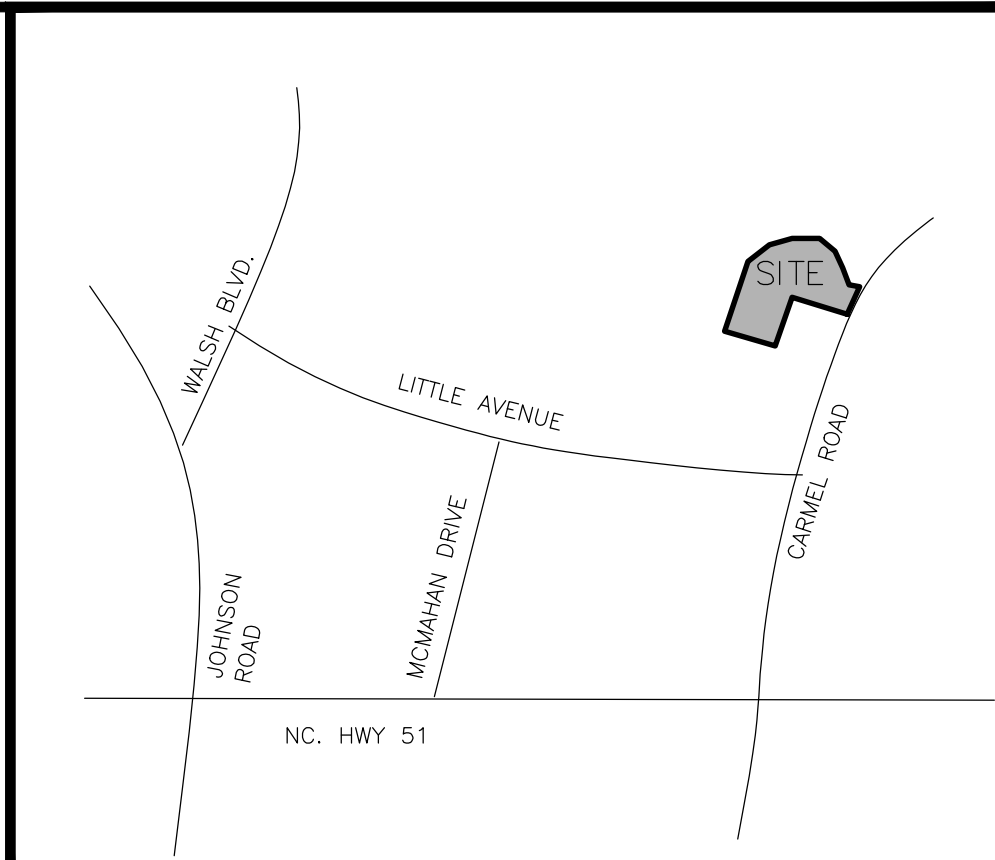 SITE
WALSH BLVD.
LITTLE AVENUE
CARMEL ROAD
MCMAHAN DRIVE
JOHNSON
ROAD
NC. HWY 51